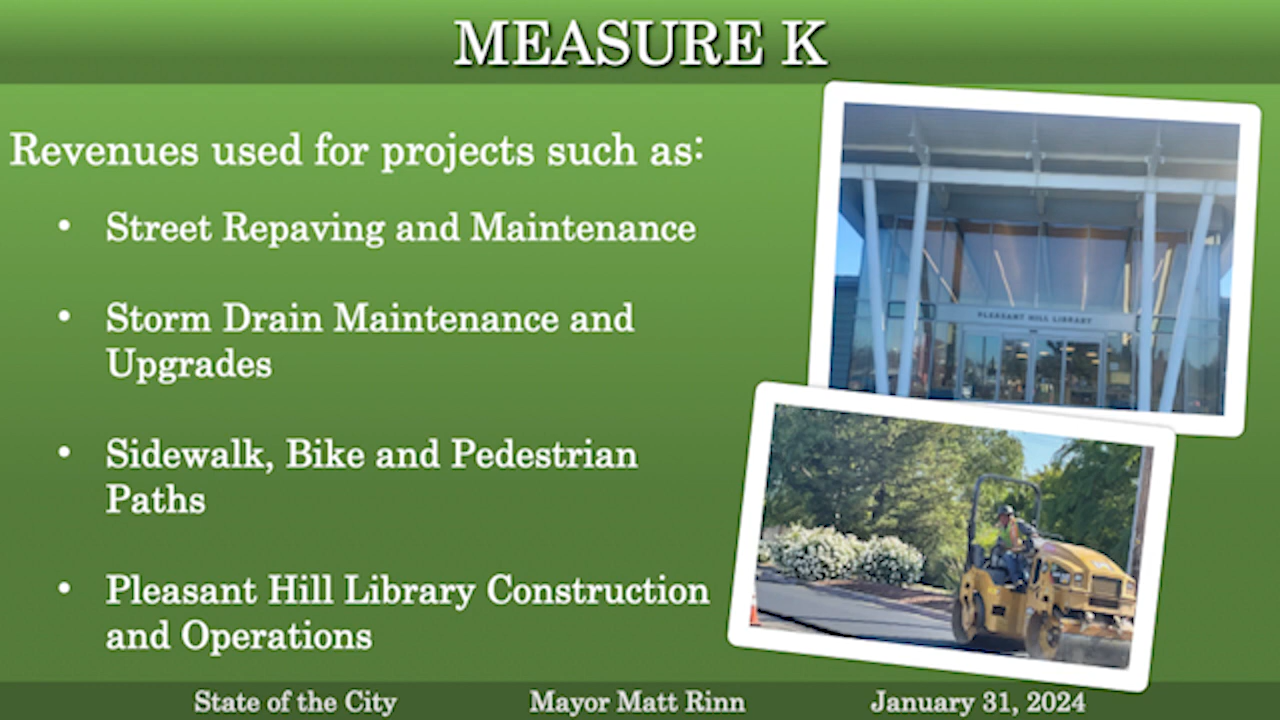 MEASURE K
Revenues used for projects such as:
• Street Repaving and Maintenance
• Storm Drain Maintenance and
Upgrades
• Sidewalk, Bike and Pedestrian
Paths
• Pleasant Hill Library Construction
and Operations
PLEASANT HILL LIBRARY
State of the City Mayor Matt Rinn January 31, 2024